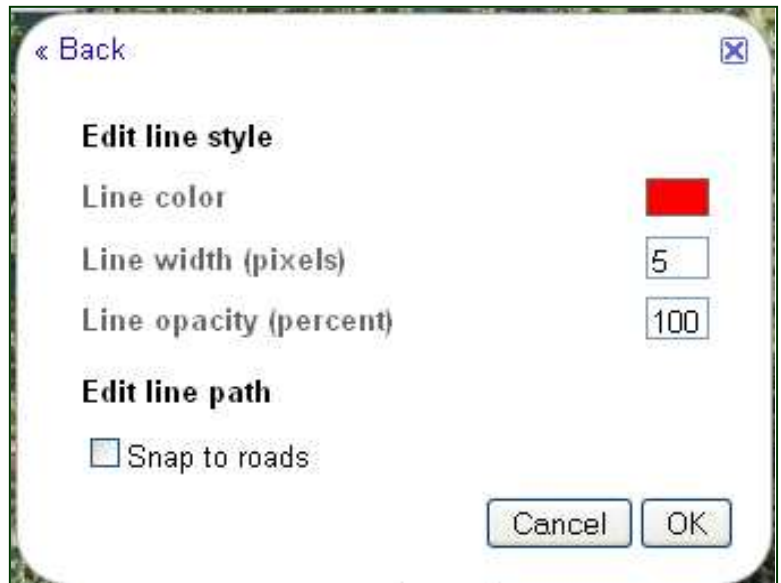 « Back
Edit line style
Line color
Line width (pixels) 5
Line opacity (percent) 100
Edit line path
Snap to roads
Cancel OK